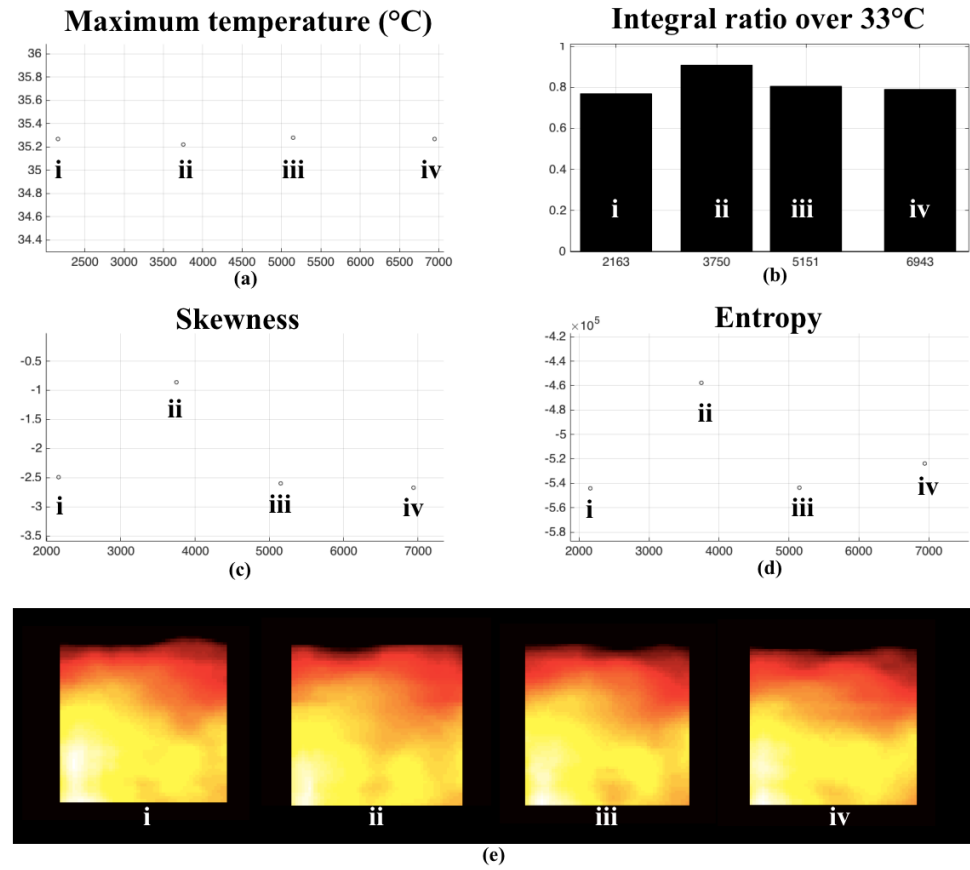 Maximum temperature (°C)
36
35.8
35.6
35.4
35.2
35
34.8
34.6
34.4
i
ii
iii
iv
2500 3000 3500 4000 4500 5000 5500 6000 6500 7000
(a)
Integral ratio over 33°C
1
0.8
0.6
0.4
0.2
0
i
ii
iii
iv
2163 3750 5151 6943
(b)
Skewness
-0.5
-1
-1.5
-2
-2.5
-3
-3.5
ii
i
iii
iv
2000 3000 4000 5000 6000 7000
(c)
Entropy
×10⁵
-4.2
-4.4
-4.6
-4.8
-5
-5.2
-5.4
-5.6
-5.8
ii
i
iii
iv
2000 3000 4000 5000 6000 7000
(d)
i ii iii iv
(e)